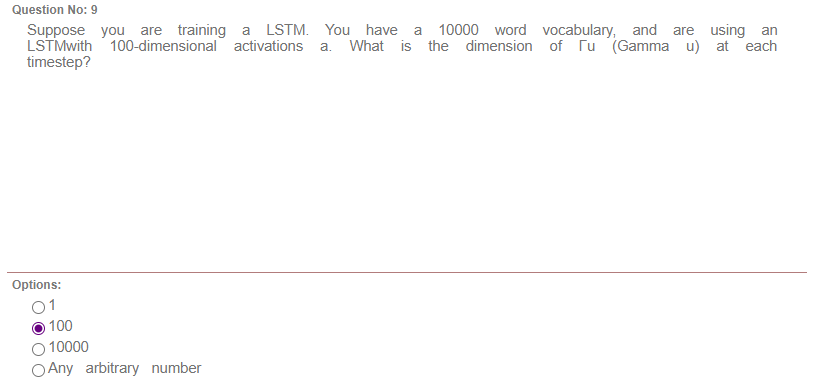 Question No: 9
Suppose you are training a LSTM. You have a 10000 word vocabulary, and are using an
LSTMwith 100-dimensional activations a. What is the dimension of Γu (Gamma u) at each
timestep?
Options:
1
100
10000
Any arbitrary number